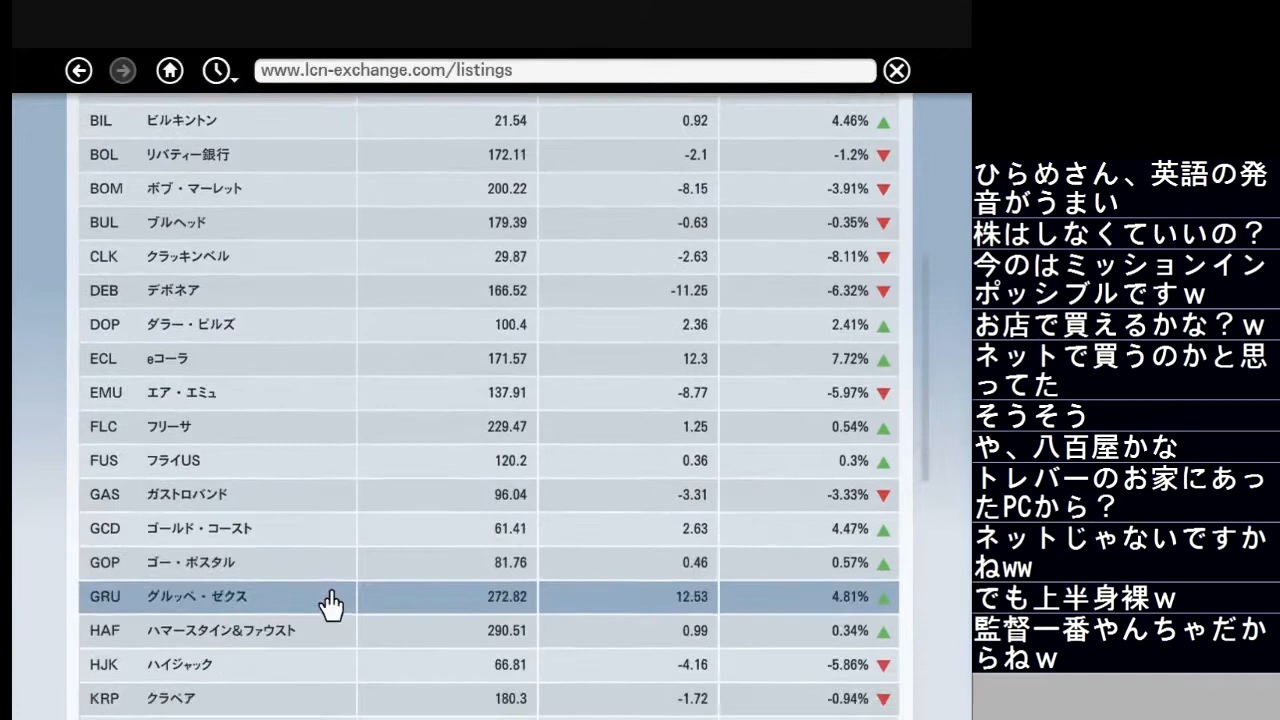 www.lcn-exchange.com/listings
BIL ビルキントン 21.54 0.92 4.46%
BOL リバティー銀行 172.11 -2.1 -1.2%
BOM ボブ・マーレット 200.22 -8.15 -3.91%
BUL ブルヘッド 179.39 -0.63 -0.35%
CLK クラッキンベル 29.87 -2.63 -8.11%
DEB デボネア 166.52 -11.25 -6.32%
DOP ダラー・ピルズ 100.4 2.36 2.41%
ECL eコーラ 171.57 12.3 7.72%
EMU エア・エミュ 137.91 -8.77 -5.97%
FLC フリーサ 229.47 1.25 0.54%
FUS フライUS 120.2 0.36 0.3%
GAS ガストロバンド 96.04 -3.31 -3.33%
GCD ゴールド・コースト 61.41 2.63 4.47%
GOP ゴー・ポスタル 81.76 0.46 0.57%
GRU グルッペ・ゼクス 272.82 12.53 4.81%
HAF ハマースタイン&ファウスト 290.51 0.99 0.34%
HJK ハイジャック 66.81 -4.16 -5.86%
KRP クラペア 180.3 -1.72 -0.94%
ひらめさん、英語の発
音がうまい
株はしなくていいの？
今のはミッションイン
ポッシブルですｗ
お店で買えるかな？ｗ
ネットで買うのかと思
ってた
そうそう
や、八百屋かな
トレバーのお家にあっ
たPCから？
ネットじゃないですか
ねww
でも上半身裸ｗ
監督一番やんちゃだか
らねｗ